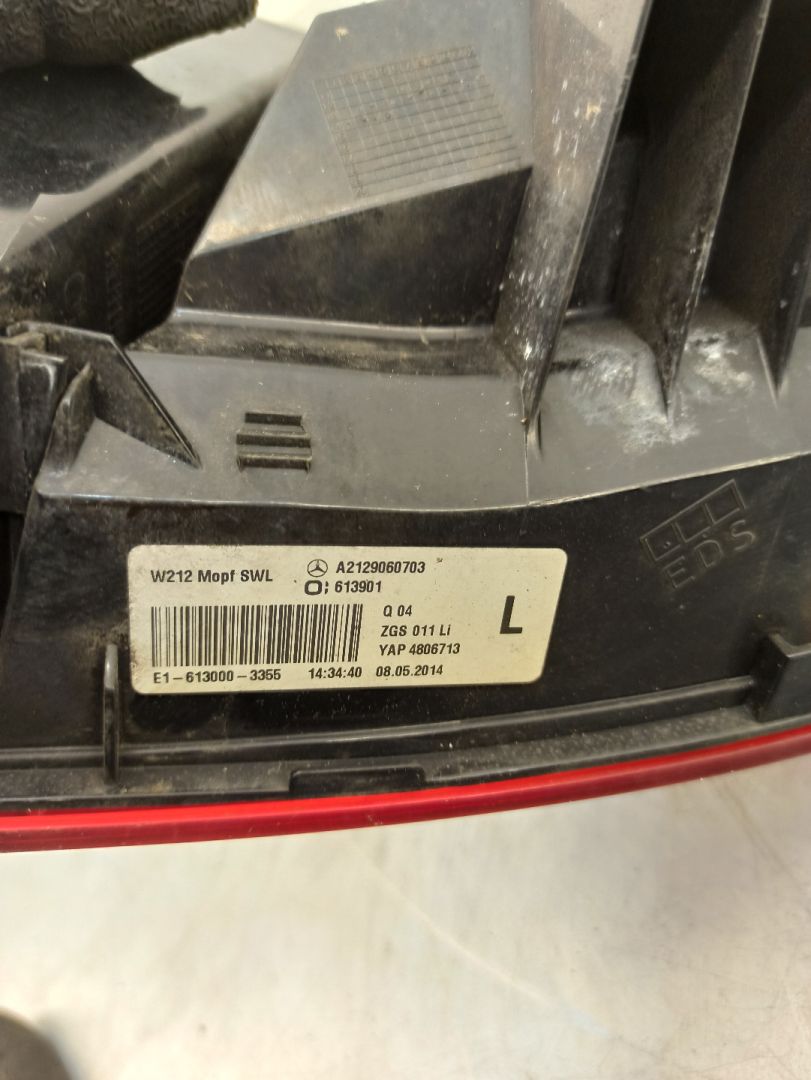 EDS
W212 Mopf SWL A2129060703
O; 613901
Q 04
ZGS 011 Li
YAP 4806713
L
E1-613000-3355 14:34:40 08.05.2014